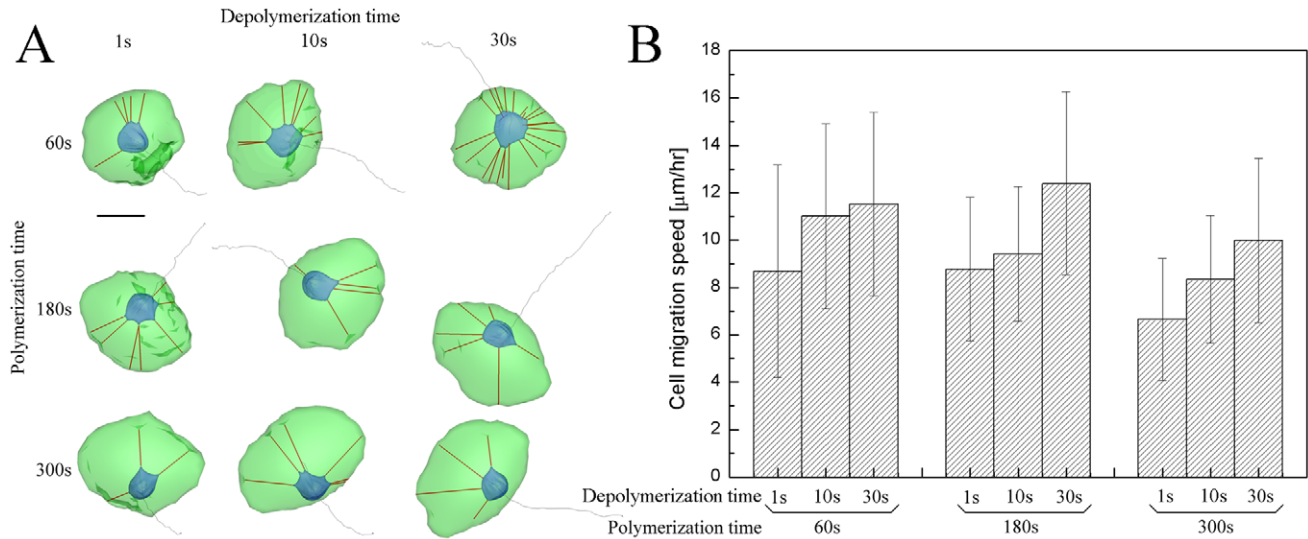 A
Depolymerization time
1s 10s 30s
Polymerization time
60s
180s
300s
B
Cell migration speed [μm/hr]
18
16
14
12
10
8
6
4
2
0
Depolymerization time 1s 10s 30s 1s 10s 30s 1s 10s 30s
Polymerization time 60s 180s 300s